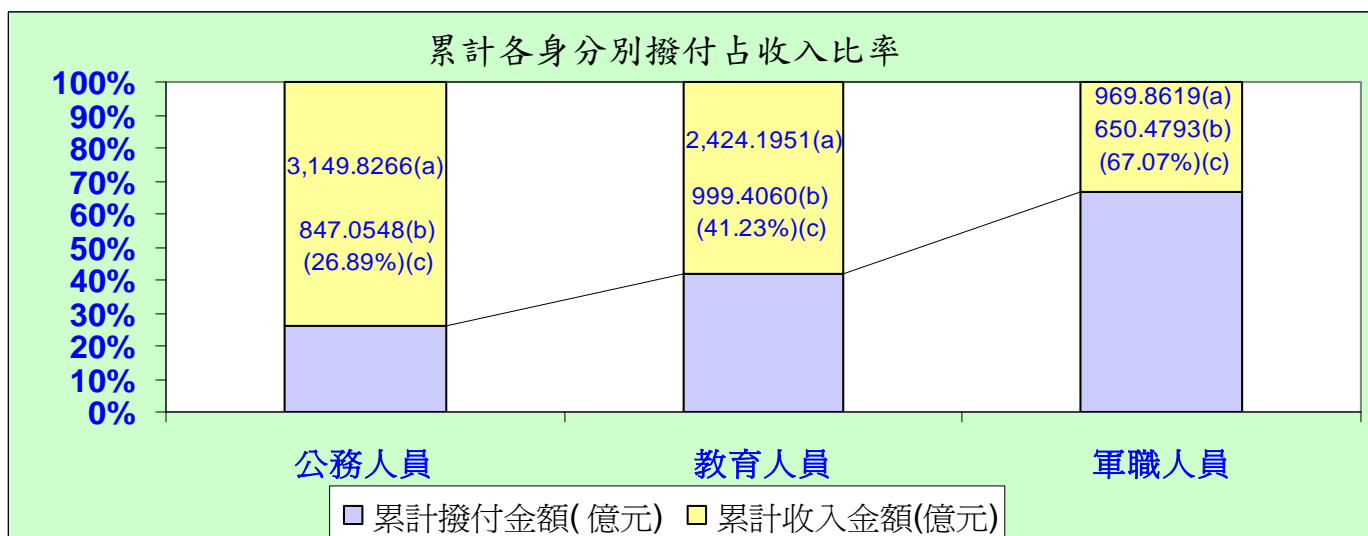 累計各身分別撥付占收入比率
100%
90%
80%
70%
60%
50%
40%
30%
20%
10%
0%
3,149.8266(a)
847.0548(b)
(26.89%)(c)
2,424.1951(a)
999.4060(b)
(41.23%)(c)
969.8619(a)
650.4793(b)
(67.07%)(c)
公務人員 教育人員 軍職人員
累計撥付金額( 億元) 累計收入金額(億元)